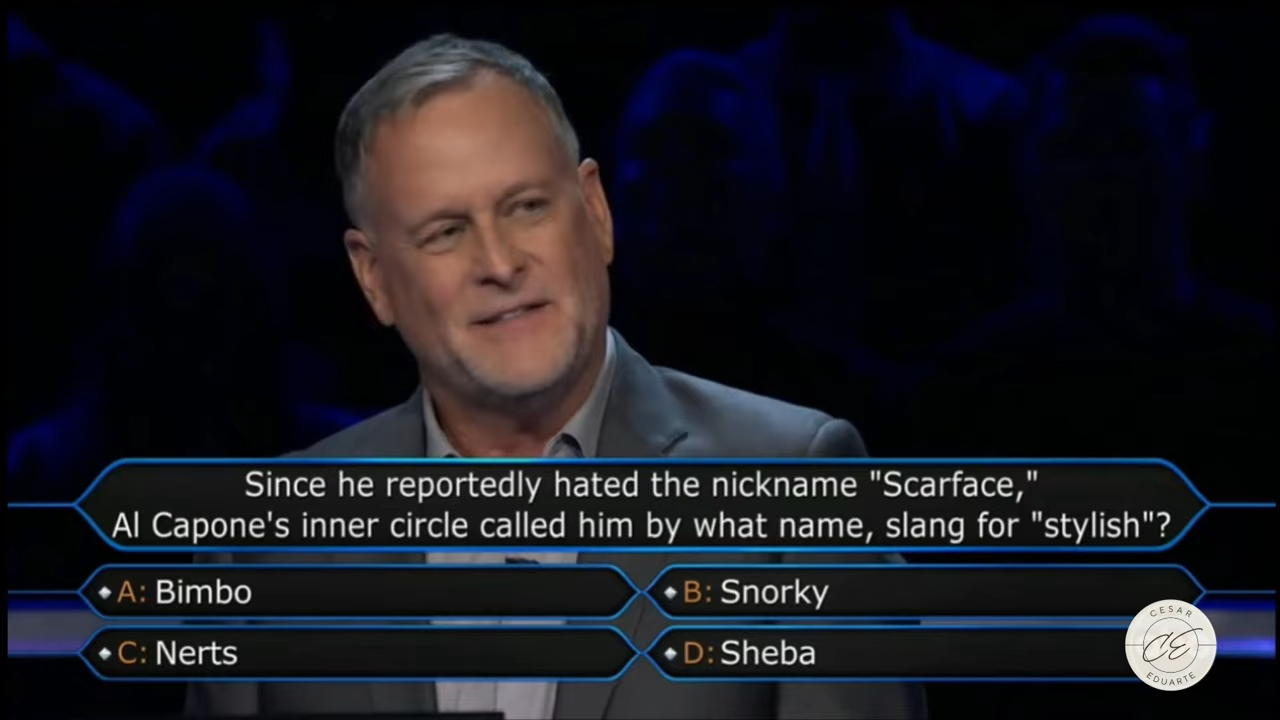 Since he reportedly hated the nickname "Scarface,"
Al Capone's inner circle called him by what name, slang for "stylish"?
A: Bimbo
B: Snorky
C: Nerts
D: Sheba
CESAR
CE
EDUARTE